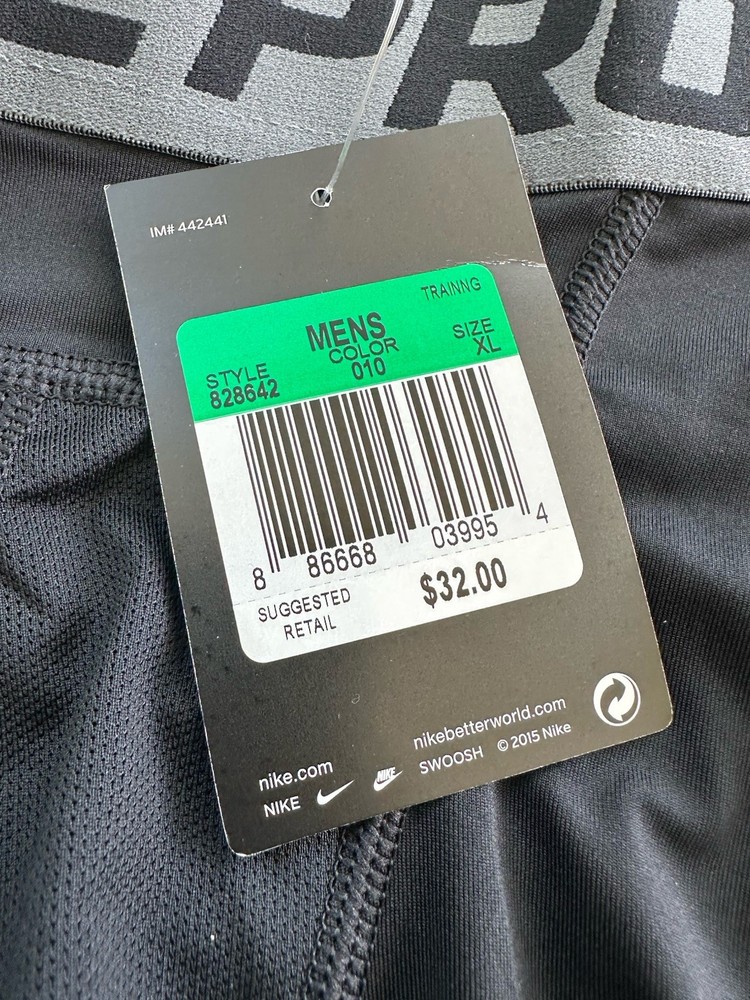 PRO
IM# 442441
TRAINNG
MENS
STYLE COLOR SIZE
828642 010 XL
8 86668 03995 4
SUGGESTED
RETAIL
$32.00
nikebetterworld.com
nike.com
NIKE NIKE SWOOSH © 2015 Nike